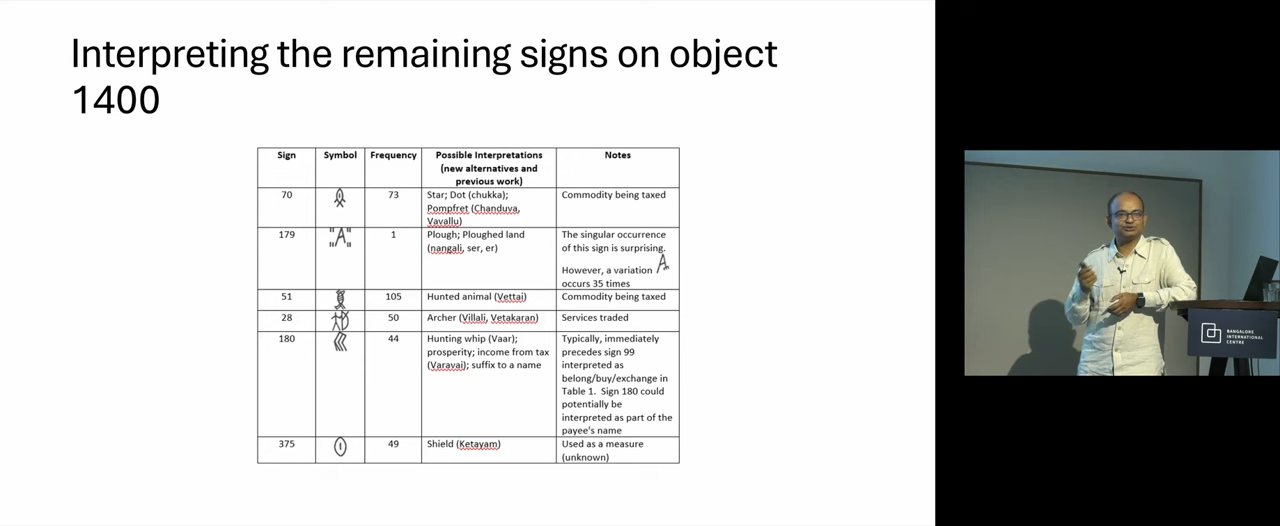 Interpreting the remaining signs on object
1400
Sign Symbol Frequency Possible Interpretations Notes
(new alternatives and
previous work)
70 73 Star; Dot (chukka); Commodity being taxed
Pompfret (Chanduva,
Vavallu)
179 "A" 1 Plough; Ploughed land The singular occurrence
(nangali, ser, er) of this sign is surprising.
However, a variation
occurs 35 times
51 105 Hunted animal (Vettai) Commodity being taxed
28 50 Archer (Villali, Vetakaran) Services traded
180 44 Hunting whip (Vaar); Typically, immediately
prosperity; income from tax precedes sign 99
(Varavai); suffix to a name interpreted as
belong/buy/exchange in
Table 1. Sign 180 could
potentially be
interpreted as part of the
payee's name
375 49 Shield (Ketayam) Used as a measure
(unknown)
BANGALORE
INTERNATIONAL
CENTRE